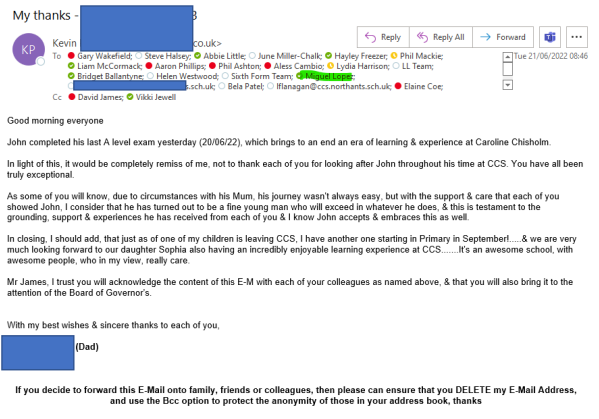 My thanks - 3
KP
Kevin co.uk>
Reply Reply All Forward
Tue 21/06/2022 08:46
To Gary Wakefield; Steve Halsey; Abbie Little; June Miller-Chalk; Hayley Freezer; Phil Mackie;
Liam McCormack; Aaron Phillips; Phil Ashton; Aless Cambio; Lydia Harrison; LL Team;
Bridget Ballantyne; Helen Westwood; Sixth Form Team; Miguel Lopez;
s.sch.uk; Bela Patel; lflanagan@ccs.northants.sch.uk; Elaine Coe;
Cc David James; Vikki Jewell
Good morning everyone
John completed his last A level exam yesterday (20/06/22), which brings to an end an era of learning & experience at Caroline Chisholm.
In light of this, it would be completely remiss of me, not to thank each of you for looking after John throughout his time at CCS. You have all been
truly exceptional.
As some of you will know, due to circumstances with his Mum, his journey wasn't always easy, but with the support & care that each of you
showed John, I consider that he has turned out to be a fine young man who will exceed in whatever he does, & this is testament to the
grounding, support & experiences he has received from each of you & I know John accepts & embraces this as well.
In closing, I should add, that just as of one of my children is leaving CCS, I have another one starting in Primary in September!.....& we are very
much looking forward to our daughter Sophia also having an incredibly enjoyable learning experience at CCS.......It's an awesome school, with
awesome people, who in my view, really care.
Mr James, I trust you will acknowledge the content of this E-M with each of your colleagues as named above, & that you will also bring it to the
attention of the Board of Governor's.
With my best wishes & sincere thanks to each of you,
(Dad)
If you decide to forward this E-Mail onto family, friends or colleagues, then please can ensure that you DELETE my E-Mail Address,
and use the Bcc option to protect the anonymity of those in your address book, thanks